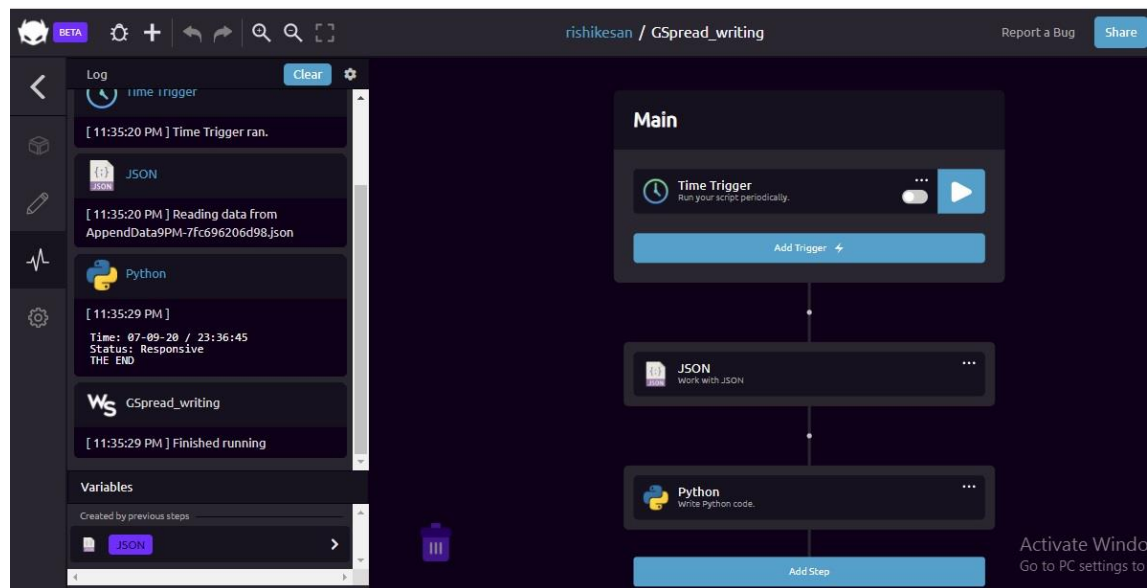 BETA
rishikesan / GSpread_writing
Report a Bug
Share
Log
Clear
Time Trigger
[ 11:35:20 PM ] Time Trigger ran.
JSON
JSON
[ 11:35:20 PM ] Reading data from
AppendData9PM-7fc696206d98.json
Python
[ 11:35:29 PM ]
Time: 07-09-20 / 23:36:45
Status: Responsive
THE END
WS
GSpread_writing
[ 11:35:29 PM ] Finished running
Variables
Created by previous steps
JSON
Main
Time Trigger
Run your script periodically.
Add Trigger
JSON
JSON
Work with JSON
Python
Write Python code.
Add Step
Activate Windo
Go to PC settings to